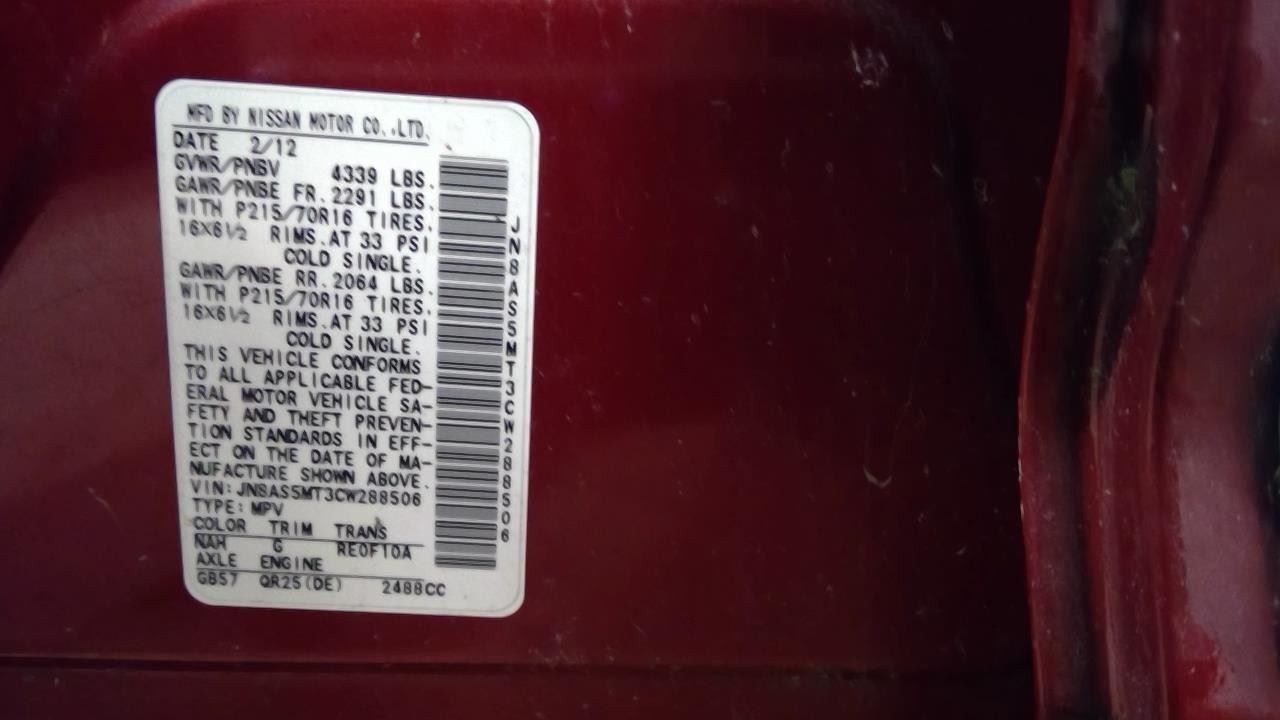 MFD BY NISSAN MOTOR CO.,LTD.
DATE 2/12
GVWR/PNBV 4339 LBS.
GAWR/PNBE FR.2291 LBS.
WITH P215/70R16 TIRES.
16X6½ RIMS.AT 33 PSI
COLD SINGLE.
GAWR/PNBE RR.2064 LBS.
WITH P215/70R16 TIRES.
16X6½ RIMS.AT 33 PSI
COLD SINGLE.
THIS VEHICLE CONFORMS
TO ALL APPLICABLE FED-
ERAL MOTOR VEHICLE SA-
FETY AND THEFT PREVEN-
TION STANDARDS IN EFF-
ECT ON THE DATE OF MA-
NUFACTURE SHOWN ABOVE.
VIN:JN8AS5MT3CW288506
TYPE:MPV
COLOR TRIM TRANS
NAH G RE0F10A
AXLE ENGINE
GB57 QR25(DE) 2488CC
JN8AS5MT3CW288506